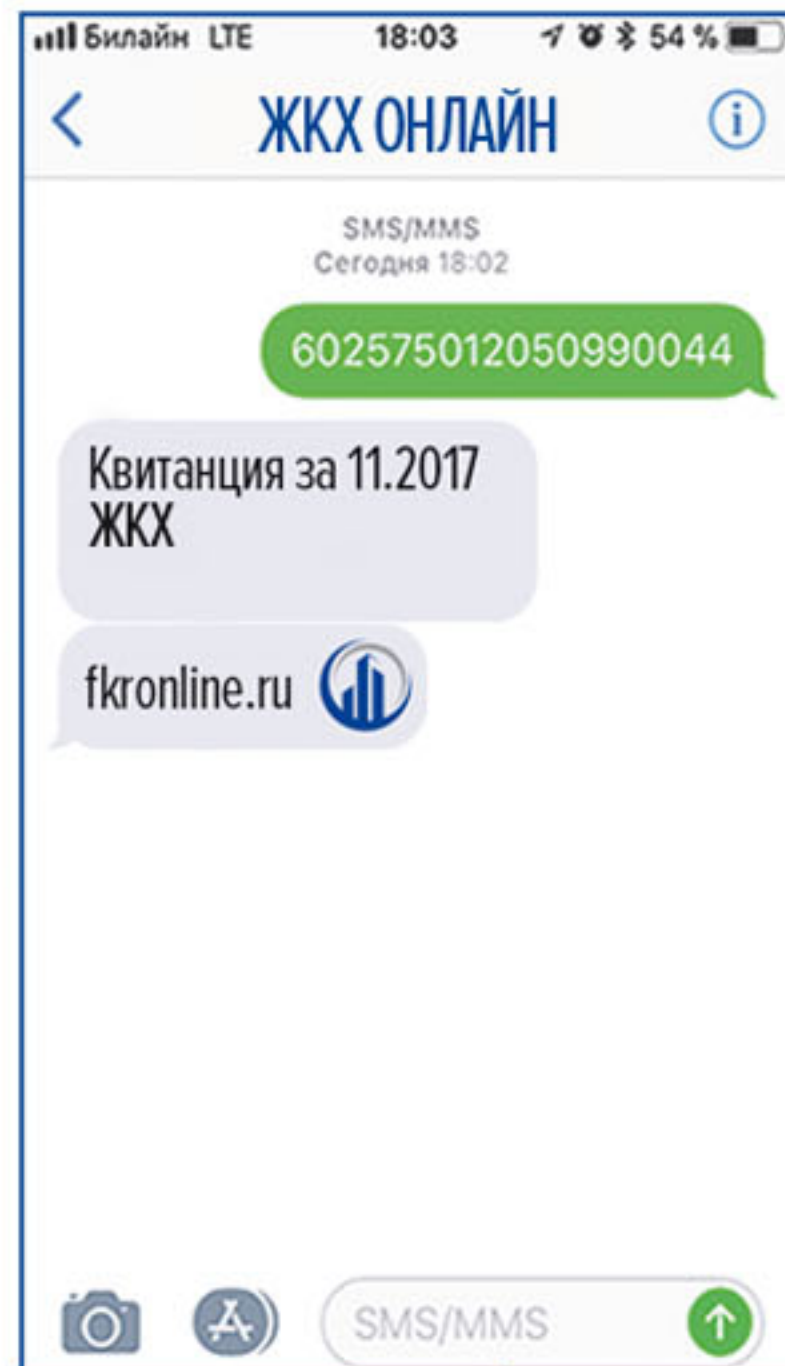 Билайн LTE 18:03 54 %
ЖКХ ОНЛАЙН
SMS/MMS
Сегодня 18:02
602575012050990044
Квитанция за 11.2017
ЖКХ
fkronline.ru
SMS/MMS